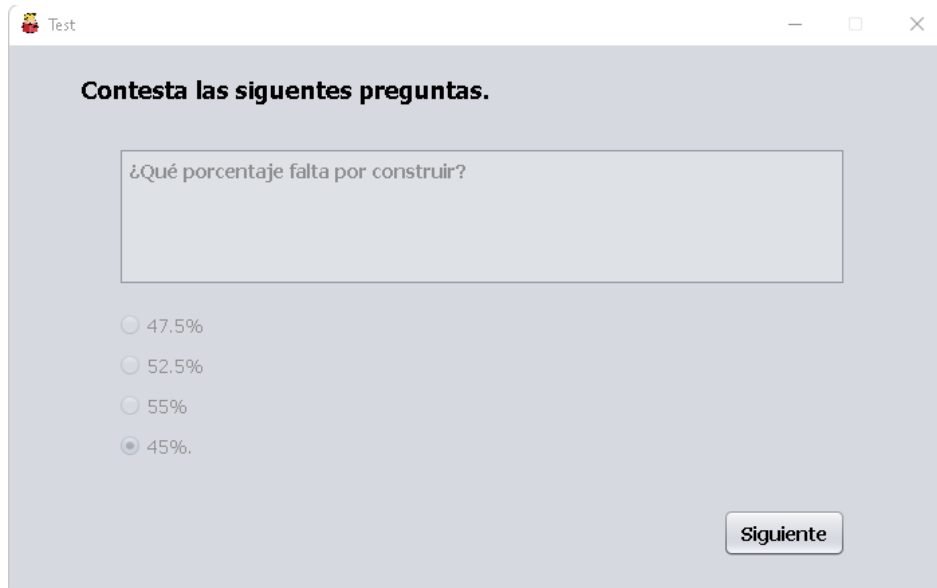 Test
Contesta las siguentes preguntas.
¿Qué porcentaje falta por construir?
47.5%
52.5%
55%
45%.
Siguiente